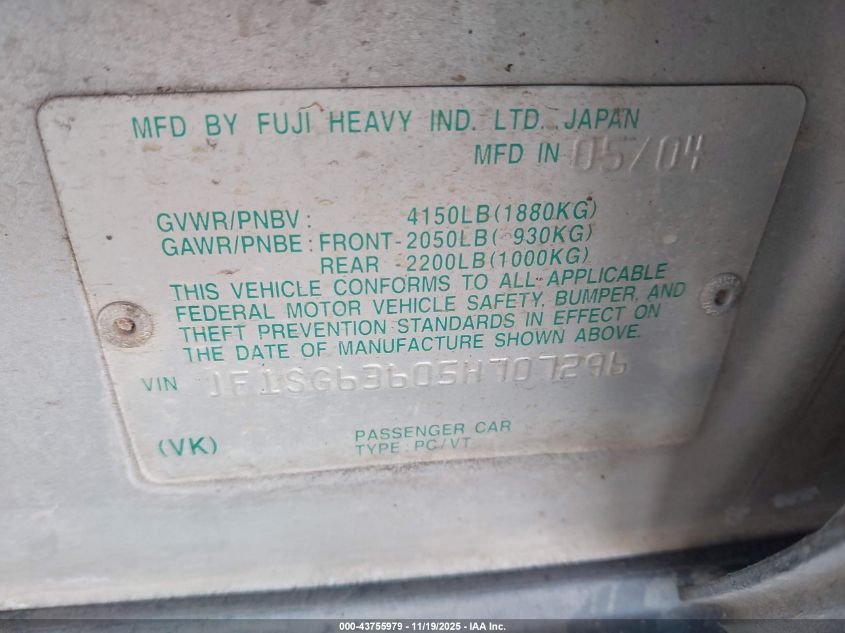 MFD BY FUJI HEAVY IND. LTD. JAPAN
MFD IN 05/04
GVWR/PNBV: 4150LB(1880KG)
GAWR/PNBE: FRONT-2050LB( 930KG)
REAR -2200LB(1000KG)
THIS VEHICLE CONFORMS TO ALL APPLICABLE
FEDERAL MOTOR VEHICLE SAFETY, BUMPER, AND
THEFT PREVENTION STANDARDS IN EFFECT ON
THE DATE OF MANUFACTURE SHOWN ABOVE.
VIN JF1SG63605H707296
(VK)
PASSENGER CAR
TYPE: PC/VT
000-43755979 - 11/19/2025 - IAA Inc.